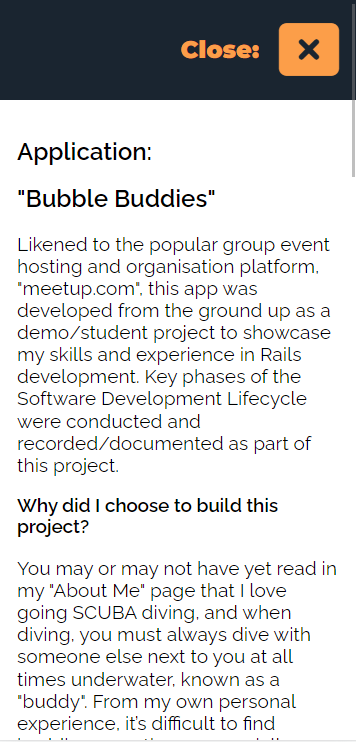 Close:
Application:
"Bubble Buddies"
Likened to the popular group event
hosting and organisation platform,
"meetup.com", this app was
developed from the ground up as a
demo/student project to showcase
my skills and experience in Rails
development. Key phases of the
Software Development Lifecycle
were conducted and
recorded/documented as part of
this project.
Why did I choose to build this
project?
You may or may not have yet read in
my "About Me" page that I love
going SCUBA diving, and when
diving, you must always dive with
someone else next to you at all
times underwater, known as a
"buddy". From my own personal
experience, it's difficult to find